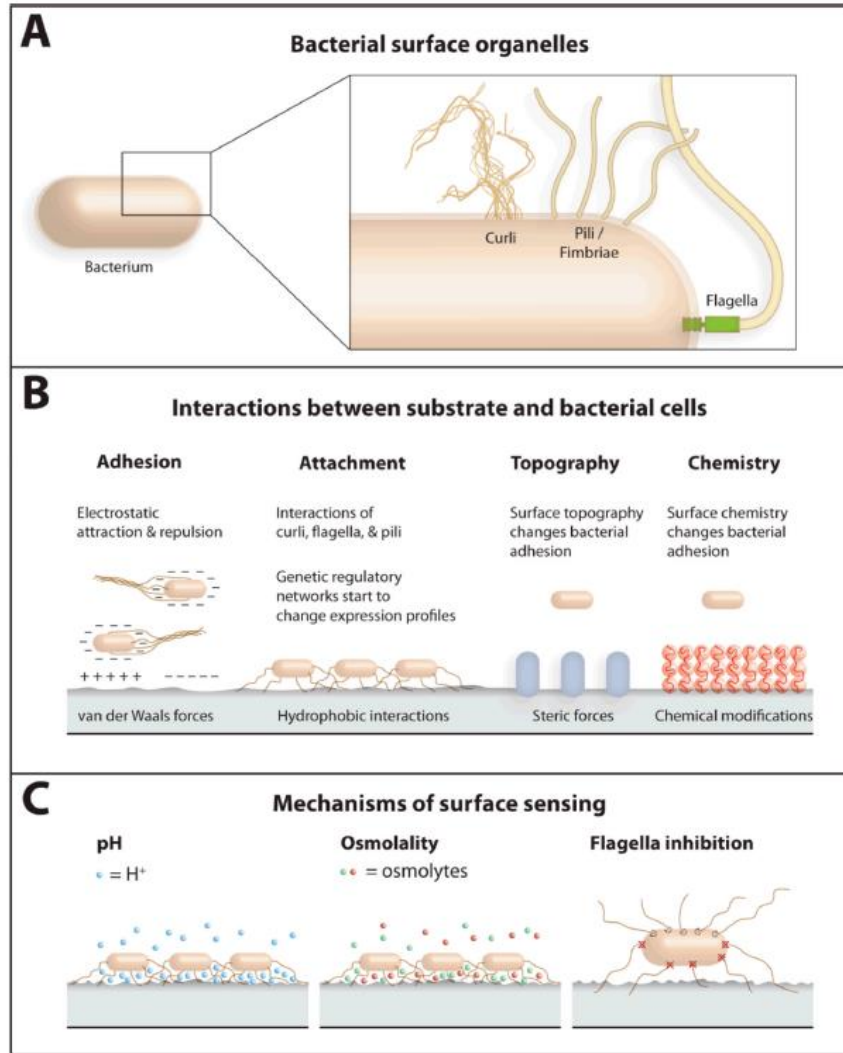 A
Bacterial surface organelles
Bacterium
Curli
Pili /
Fimbriae
Flagella
B
Interactions between substrate and bacterial cells
Adhesion
Electrostatic
attraction & repulsion
+ + + + +
– – – – –
van der Waals forces
Attachment
Interactions of
curli, flagella, & pili
Genetic regulatory
networks start to
change expression profiles
Hydrophobic interactions
Topography
Surface topography
changes bacterial
adhesion
Steric forces
Chemistry
Surface chemistry
changes bacterial
adhesion
Chemical modifications
C
Mechanisms of surface sensing
pH
= H⁺
Osmolality
= osmolytes
Flagella inhibition